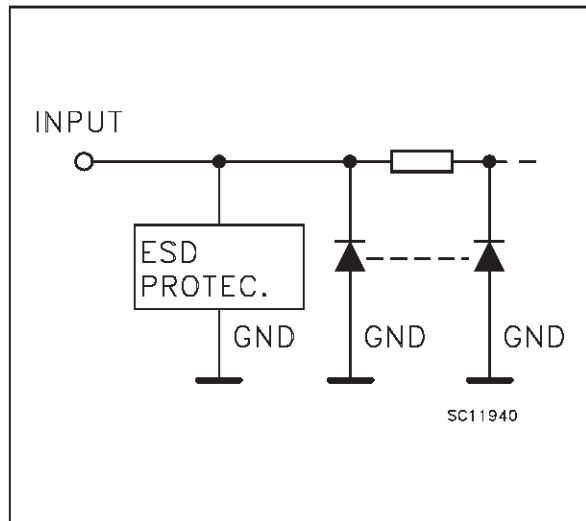 INPUT
ESD
PROTEC.
GND GND GND
SC11940